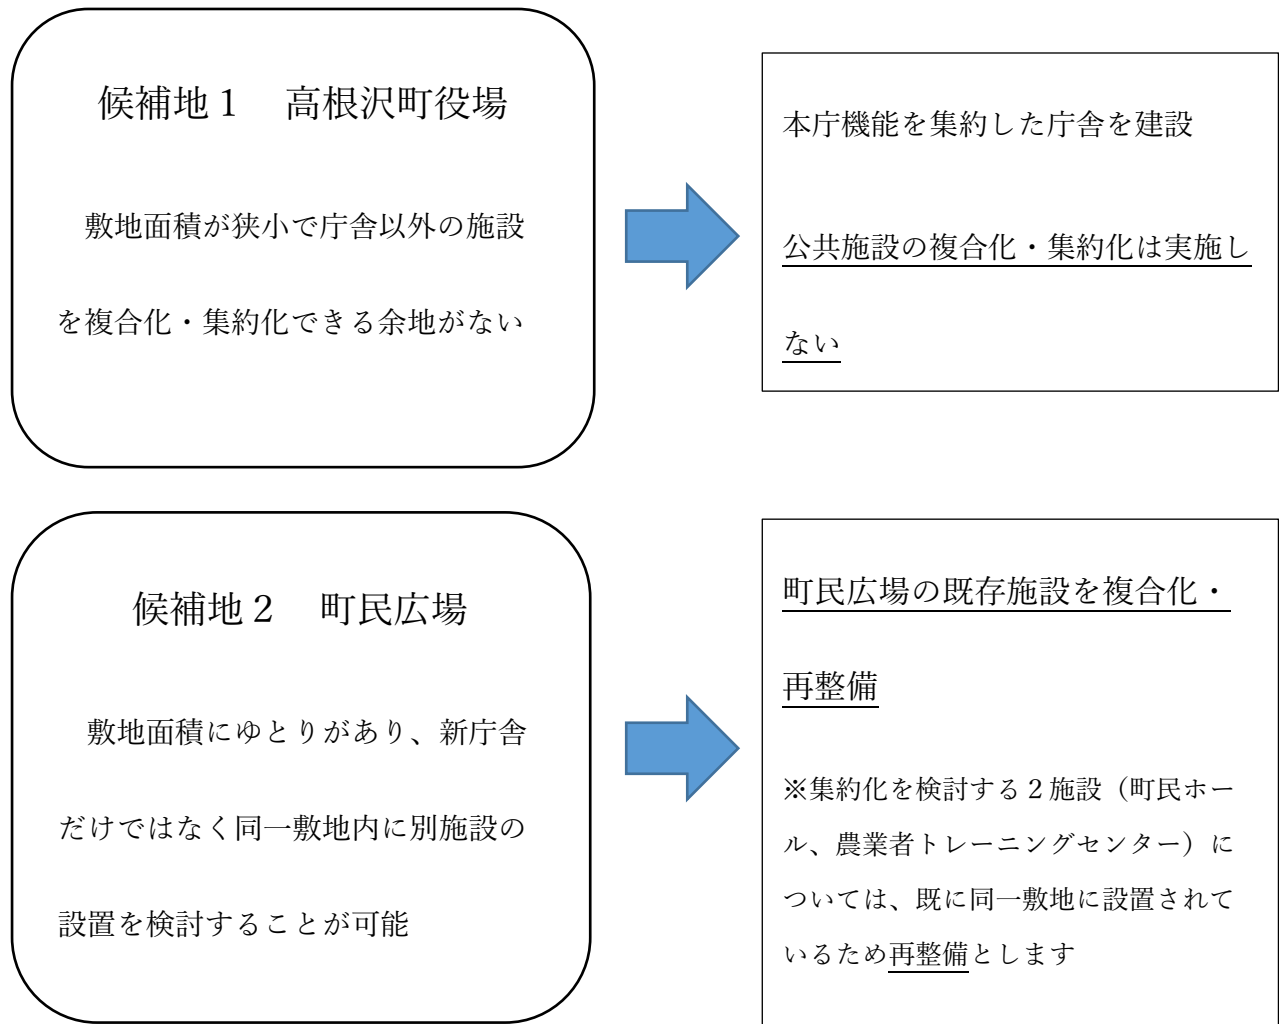 候補地１　高根沢町役場
敷地面積が狭小で庁舎以外の施設
を複合化・集約化できる余地がない
本庁機能を集約した庁舎を建設
公共施設の複合化・集約化は実施し
ない
候補地２　町民広場
敷地面積にゆとりがあり、新庁舎
だけではなく同一敷地内に別施設の
設置を検討することが可能
町民広場の既存施設を複合化・
再整備
※集約化を検討する２施設（町民ホー
ル、農業者トレーニングセンター）に
ついては、既に同一敷地に設置されて
いるため再整備とします